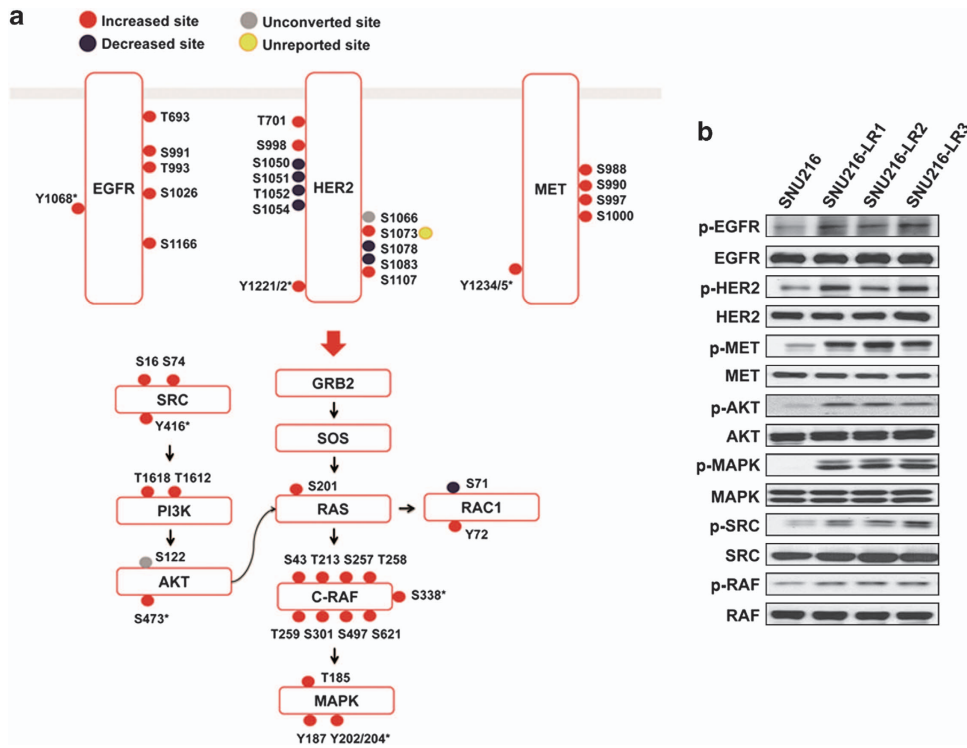 a
Increased site
Unconverted site
Decreased site
Unreported site
EGFR
T693
S991
T993
S1026
Y1068*
S1166
HER2
T701
S998
S1050
S1051
T1052
S1054
S1066
S1073
S1078
S1083
S1107
Y1221/2*
MET
S988
S990
S997
S1000
Y1234/5*
S16 S74
SRC
Y416*
T1618 T1612
PI3K
S122
AKT
S473*
GRB2
SOS
S201
RAS
S71
RAC1
Y72
S43 T213 S257 T258
C-RAF
S338*
T259 S301 S497 S621
T185
MAPK
Y187 Y202/204*
b
SNU216
SNU216-LR1
SNU216-LR2
SNU216-LR3
p-EGFR
EGFR
p-HER2
HER2
p-MET
MET
p-AKT
AKT
p-MAPK
MAPK
p-SRC
SRC
p-RAF
RAF